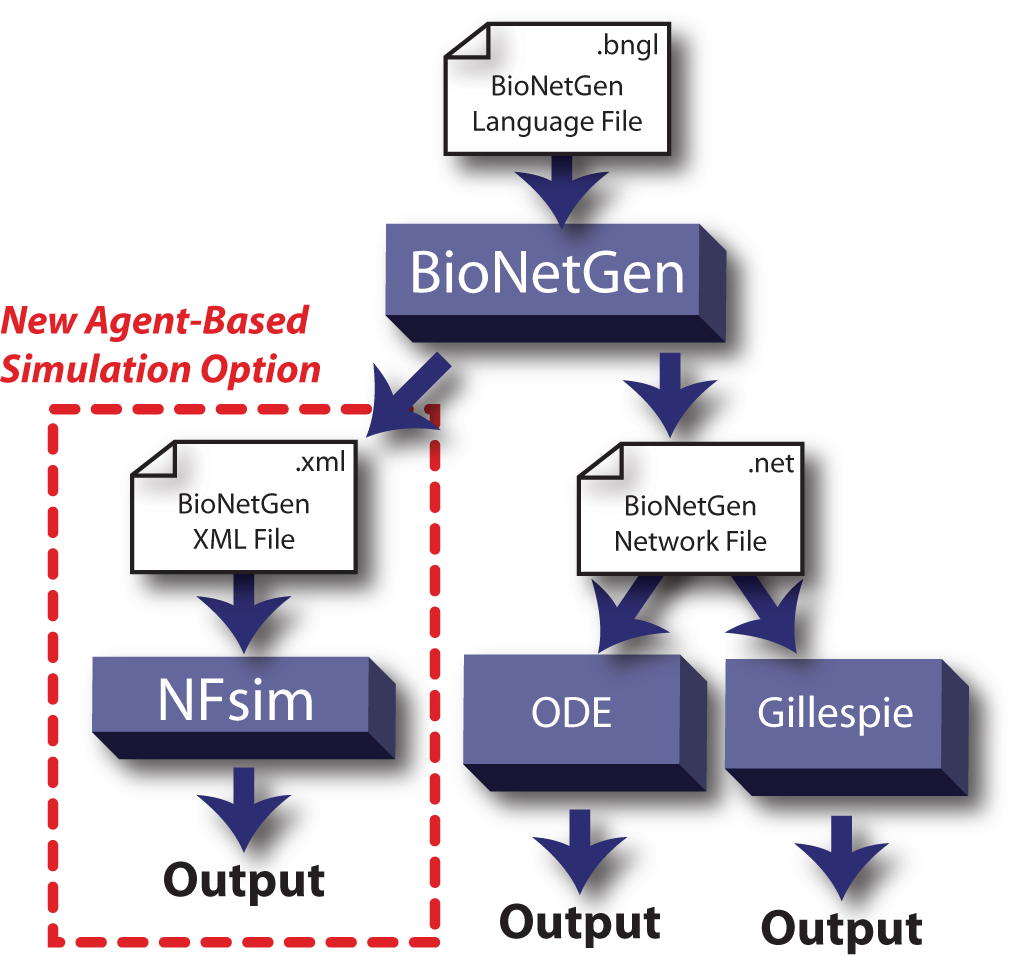 .bngl
BioNetGen
Language File
BioNetGen
New Agent-Based
Simulation Option
.xml
BioNetGen
XML File
.net
BioNetGen
Network File
NFsim
ODE
Gillespie
Output
Output
Output